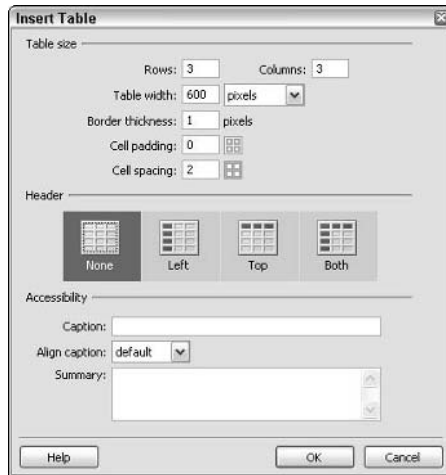 Insert Table
Table size
Rows: 3 Columns: 3
Table width: 600 pixels
Border thickness: 1 pixels
Cell padding: 0
Cell spacing: 2
Header
None Left Top Both
Accessibility
Caption:
Align caption: default
Summary:
Help OK Cancel